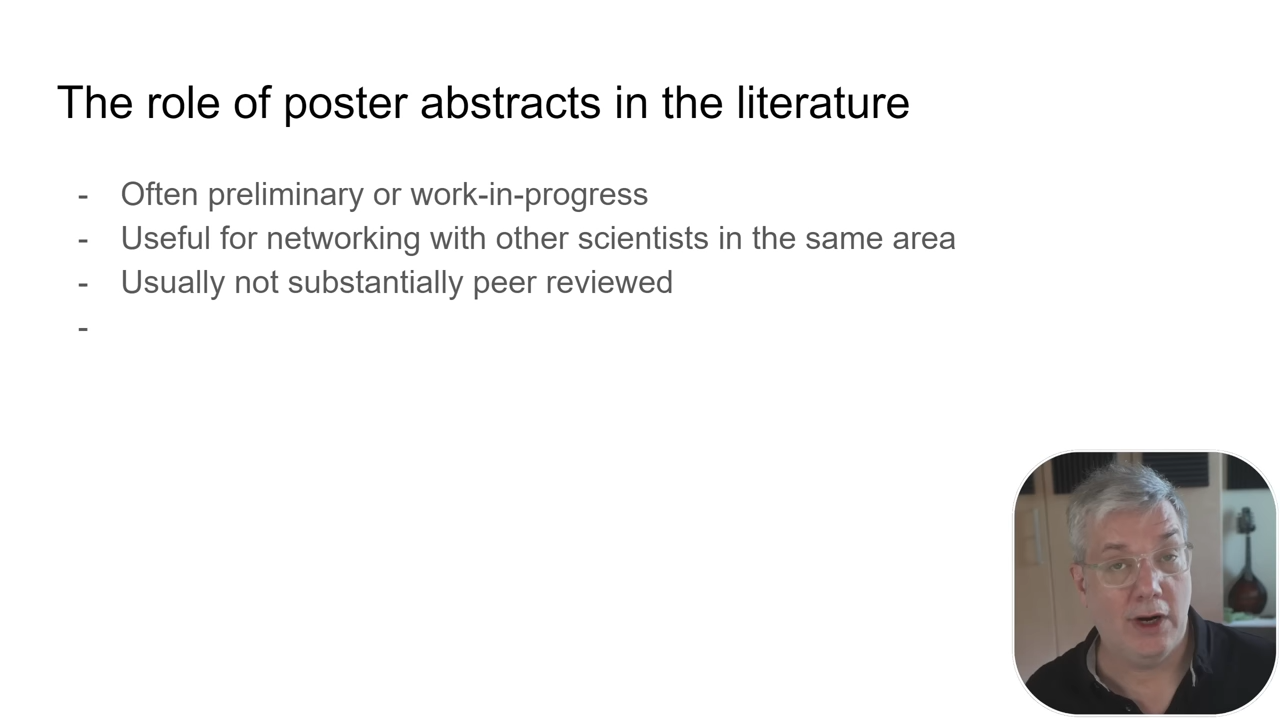 The role of poster abstracts in the literature
- Often preliminary or work-in-progress
- Useful for networking with other scientists in the same area
- Usually not substantially peer reviewed
-